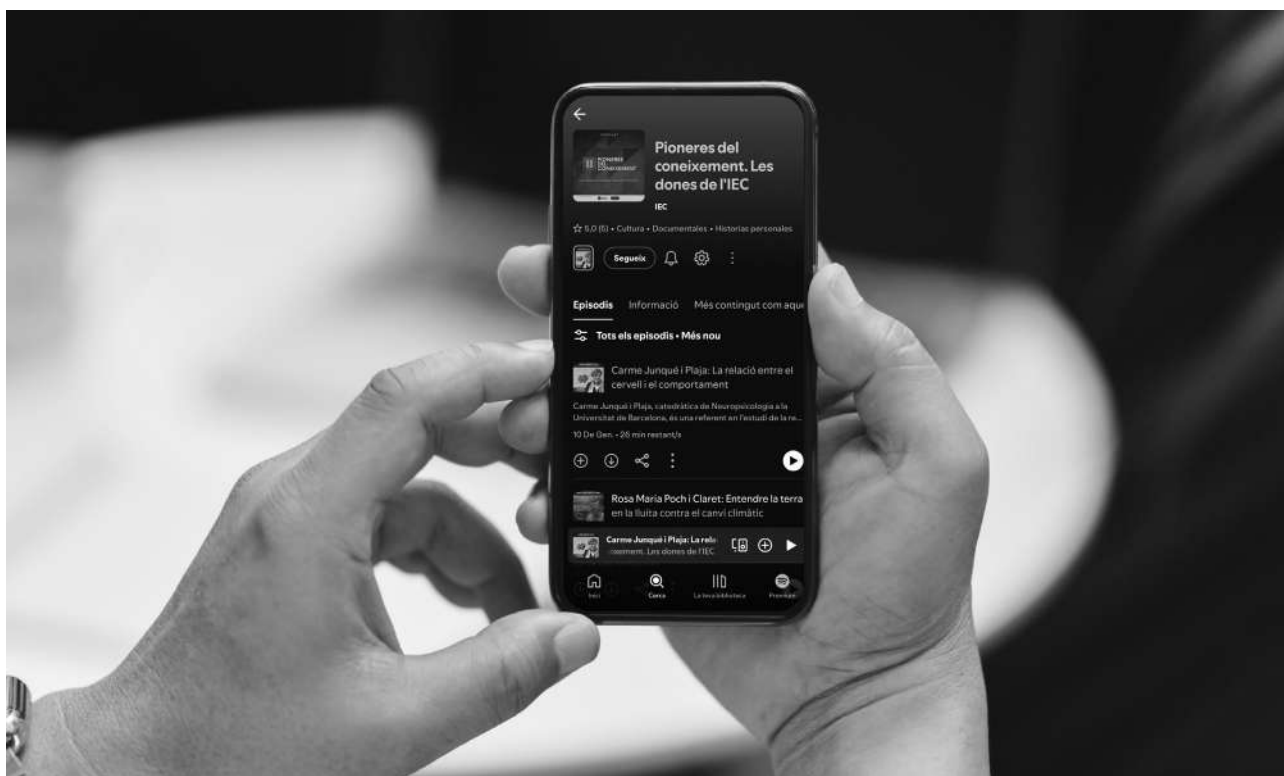 Pioneres del
coneixement. Les
dones de l'IEC
IEC
5,0 (6) • Cultura • Documentales • Historias personales
Segueix
Episodis Informació Més contingut com aque
Tots els episodis • Més nou
Carme Junqué i Plaja: La relació entre el
cervell i el comportament
Carme Junqué i Plaja, catedràtica de Neuropsicologia a la
Universitat de Barcelona, és una referent en l'estudi de la re...
10 De Gen. • 26 min restant/s
Rosa Maria Poch i Claret: Entendre la terra
en la lluita contra el canvi climàtic
Carme Junqué i Plaja: La rela
Les dones de l'IEC
Inici Cerca La teva biblioteca Premium